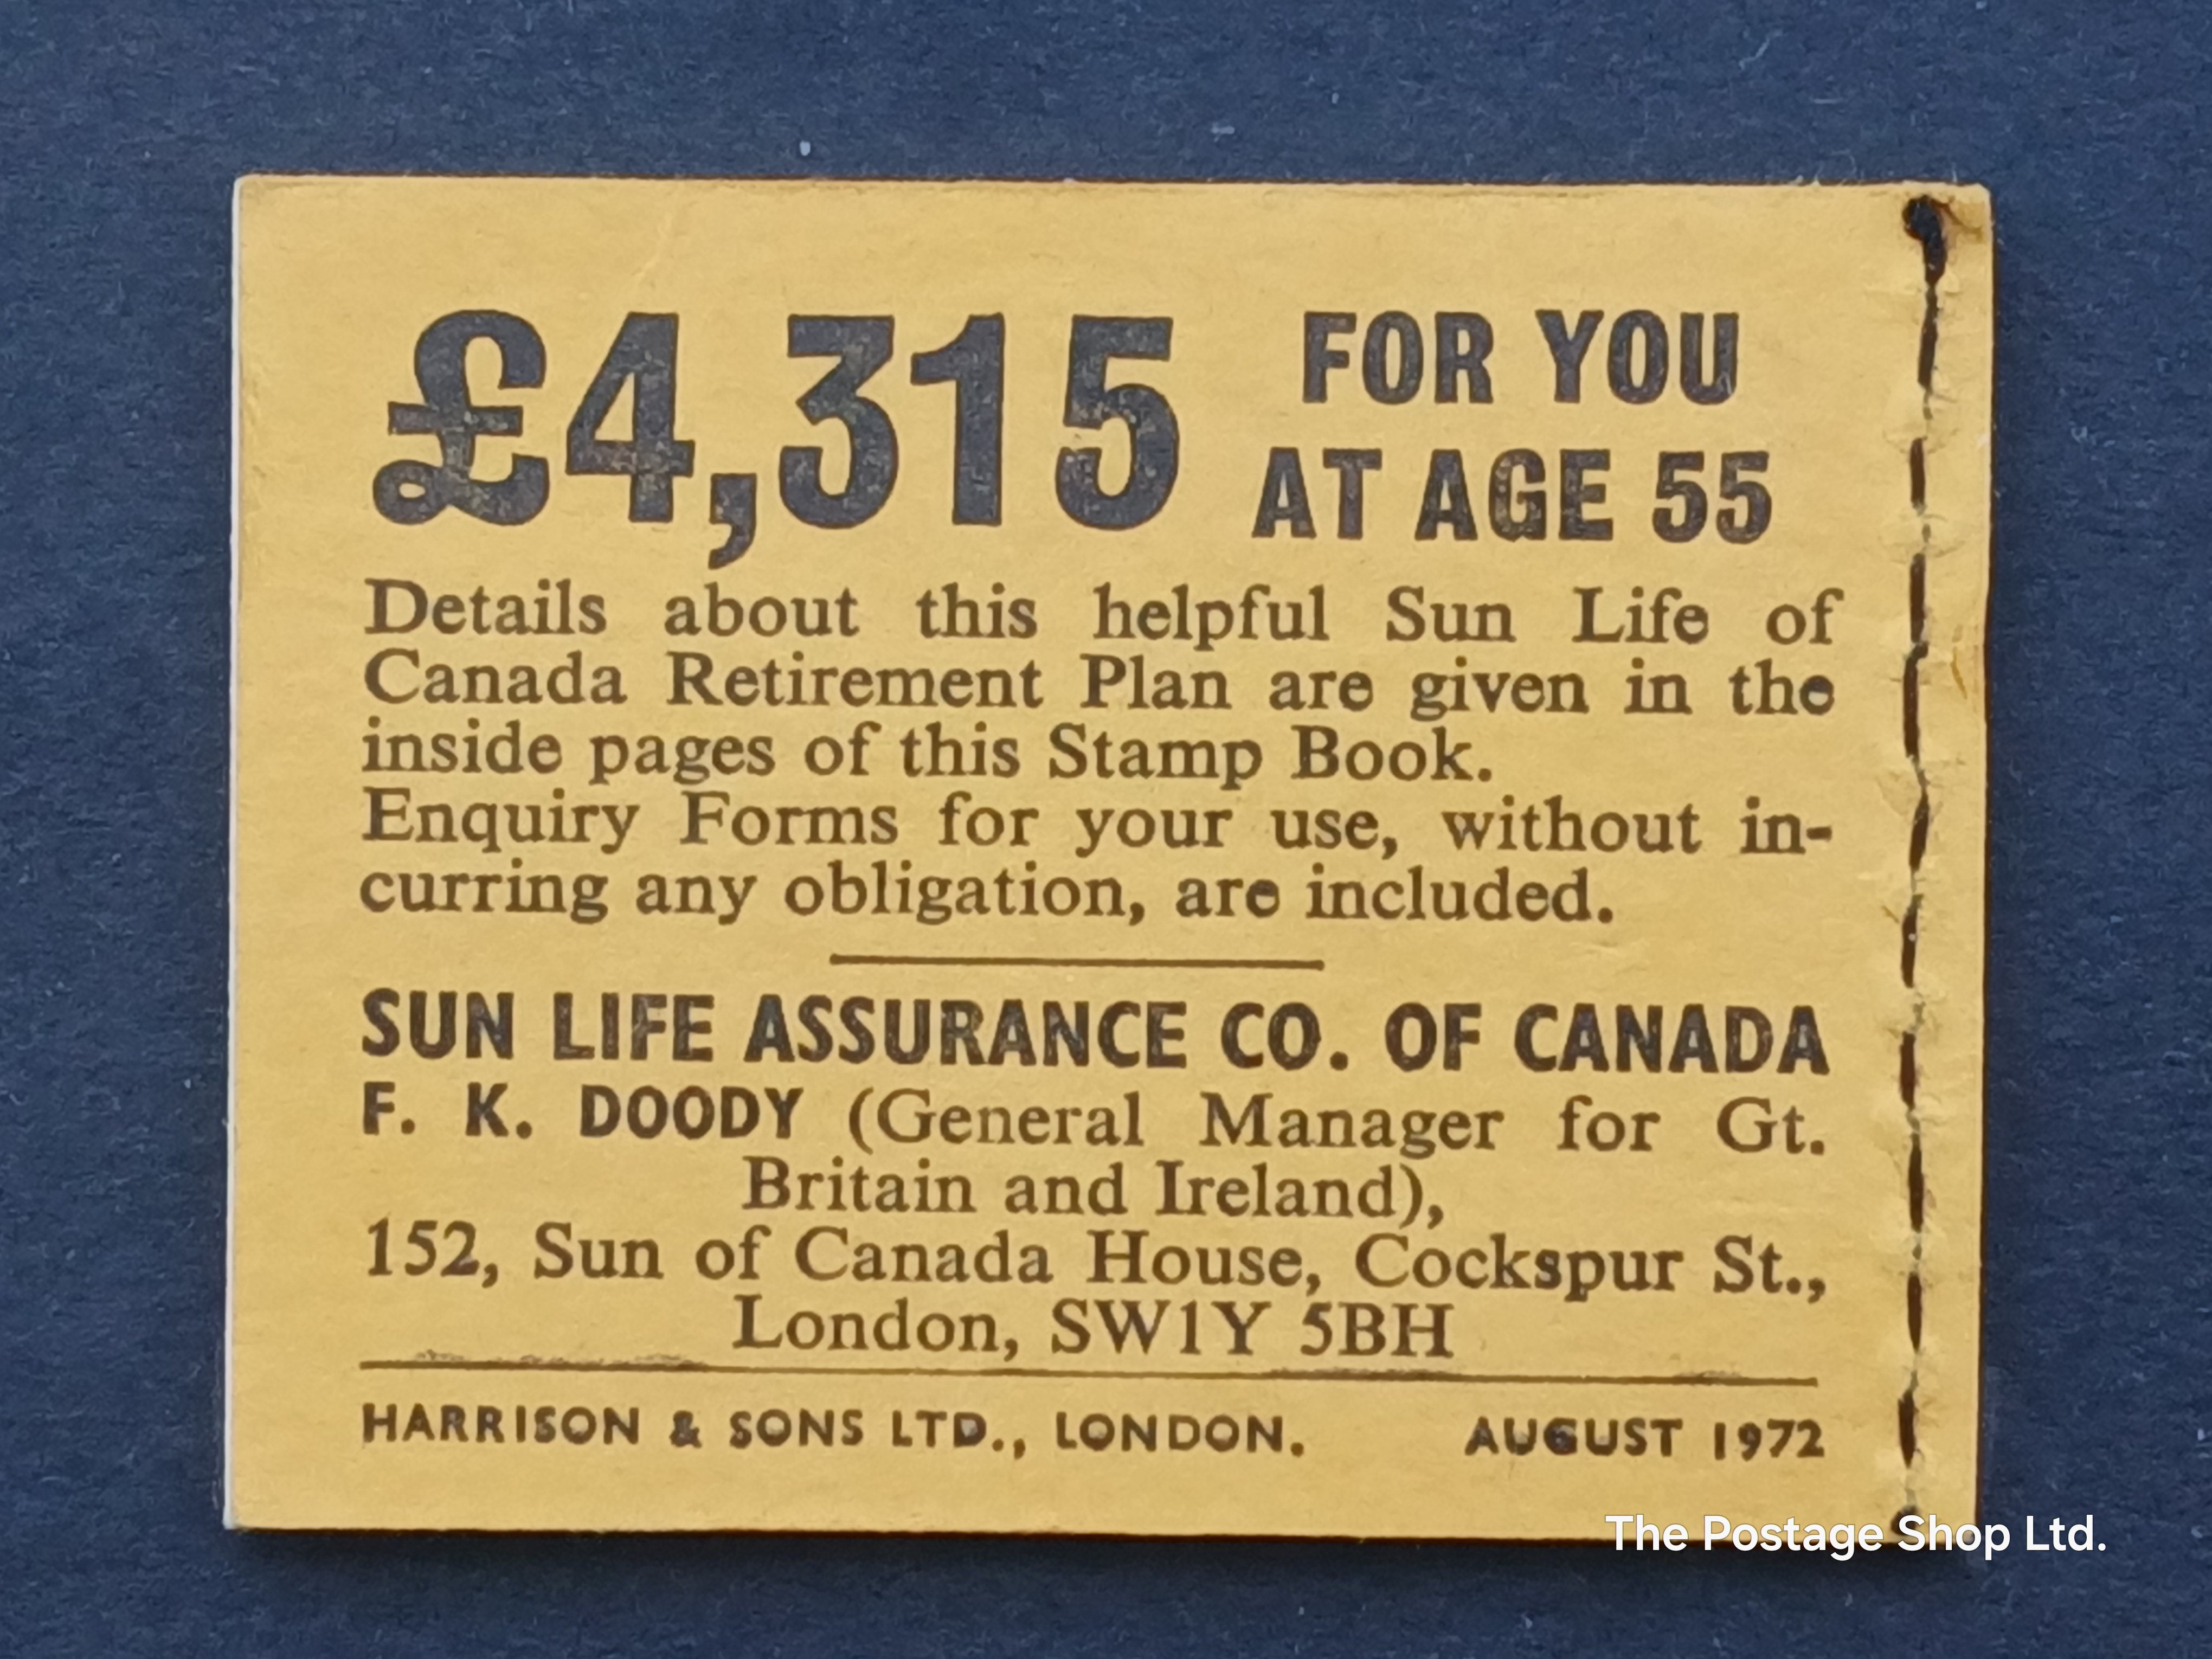 £4,315 FOR YOU
AT AGE 55
Details about this helpful Sun Life of
Canada Retirement Plan are given in the
inside pages of this Stamp Book.
Enquiry Forms for your use, without in-
curring any obligation, are included.
SUN LIFE ASSURANCE CO. OF CANADA
F. K. DOODY (General Manager for Gt.
Britain and Ireland),
152, Sun of Canada House, Cockspur St.,
London, SW1Y 5BH
HARRISON & SONS LTD., LONDON. AUGUST 1972
The Postage Shop Ltd.